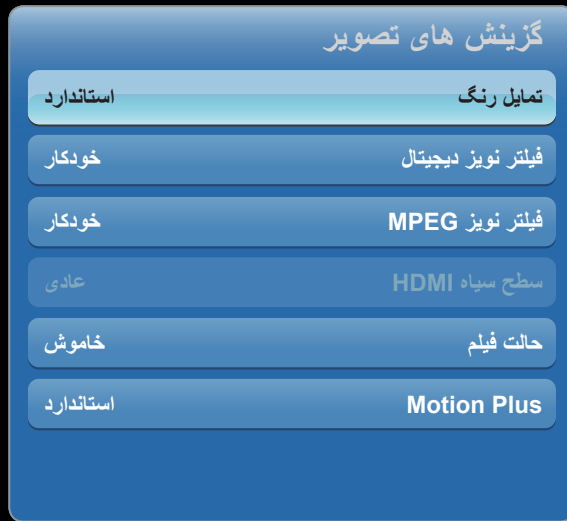 گزینش های تصویر
تمایل رنگ استاندارد
فیلتر نویز دیجیتال خودکار
فیلتر نویز MPEG خودکار
سطح سیاه HDMI عادی
حالت فیلم خاموش
Motion Plus استاندارد